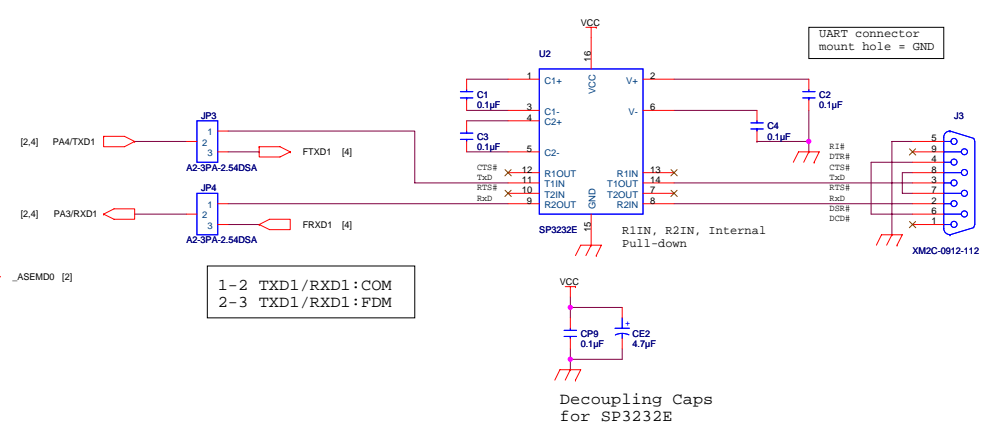 VCC
UART connector
mount hole = GND
U2
16
VCC
1 C1+
V+ 2
C1
0.1µF
C2
0.1µF
3 C1-
4 C2+
V- 6
C3
0.1µF
C4
0.1µF
5 C2-
JP3
1
2
3
A2-3PA-2.54DSA
[2,4] PA4/TXD1
FTXD1 [4]
JP4
1
2
3
A2-3PA-2.54DSA
[2,4] PA3/RXD1
FRXD1 [4]
CTS# 12 R1OUT
TxD 11 T1IN
RTS# 10 T2IN
RxD 9 R2OUT
R1IN 13
T1OUT 14
T2OUT 7
R2IN 8
GND
15
SP3232E
R1IN, R2IN, Internal
Pull-down
J3
5
RI# 9
DTR# 4
CTS# 8
TxD 3
RTS# 7
RxD 2
DSR# 6
DCD# 1
XM2C-0912-112
_ASEMD0 [2]
1-2 TXD1/RXD1:COM
2-3 TXD1/RXD1:FDM
VCC
CP9
0.1µF
+
CE2
4.7µF
Decoupling Caps
for SP3232E